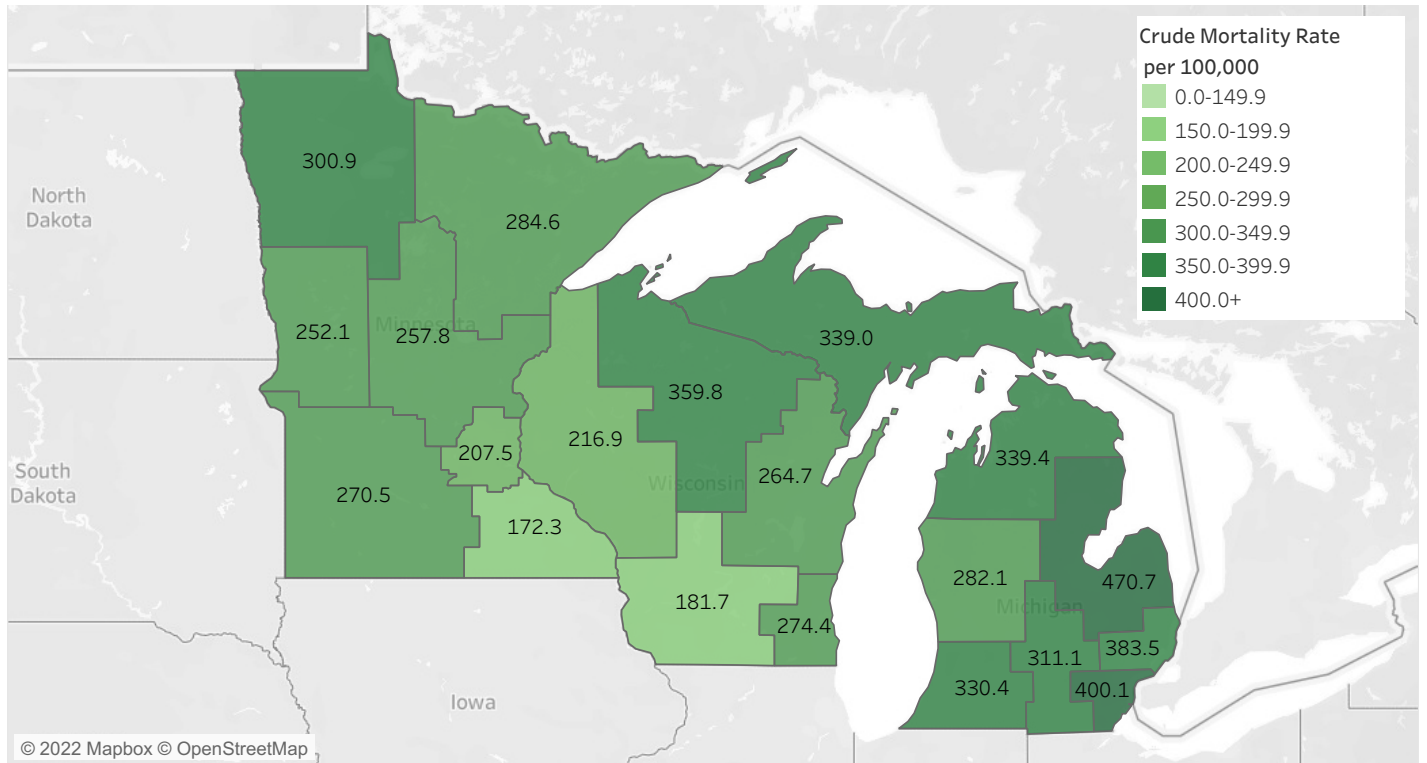 Crude Mortality Rate
per 100,000
0.0-149.9
150.0-199.9
200.0-249.9
250.0-299.9
300.0-349.9
350.0-399.9
400.0+
300.9
North
Dakota
284.6
252.1
Minnesota
257.8
339.0
359.8
216.9
207.5
264.7
339.4
South
Dakota
Wisconsin
270.5
172.3
282.1
470.7
181.7
Michigan
274.4
383.5
311.1
330.4
400.1
Iowa
© 2022 Mapbox © OpenStreetMap